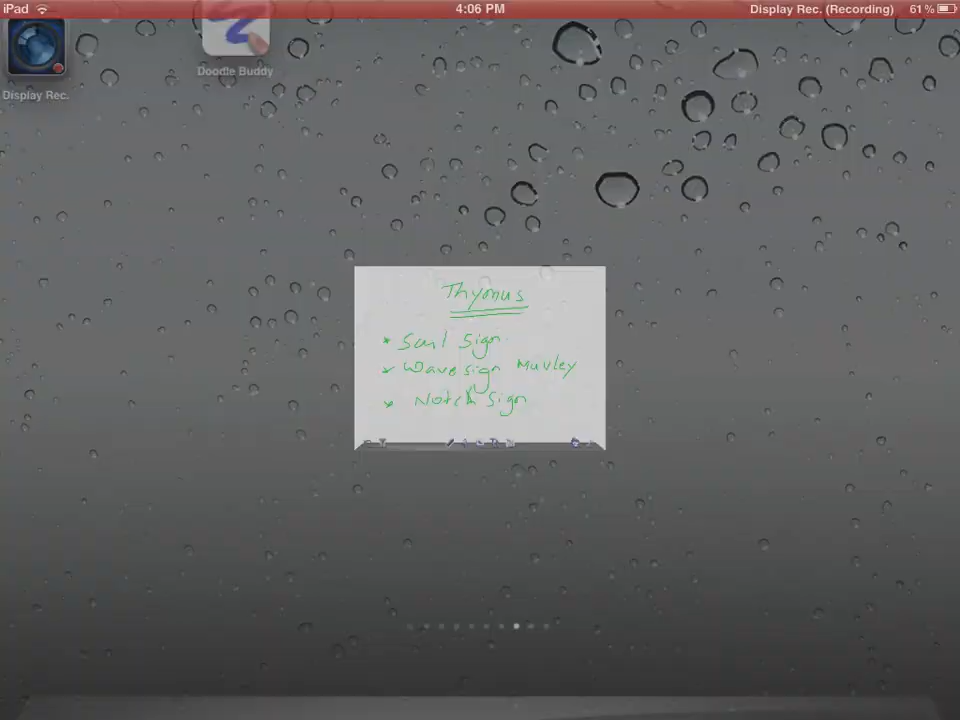 iPad 4:06 PM Display Rec. (Recording) 61%
Doodle Buddy
Display Rec.
Thymus
* Sail Sign
Wave sign Muvley
Notch Sign